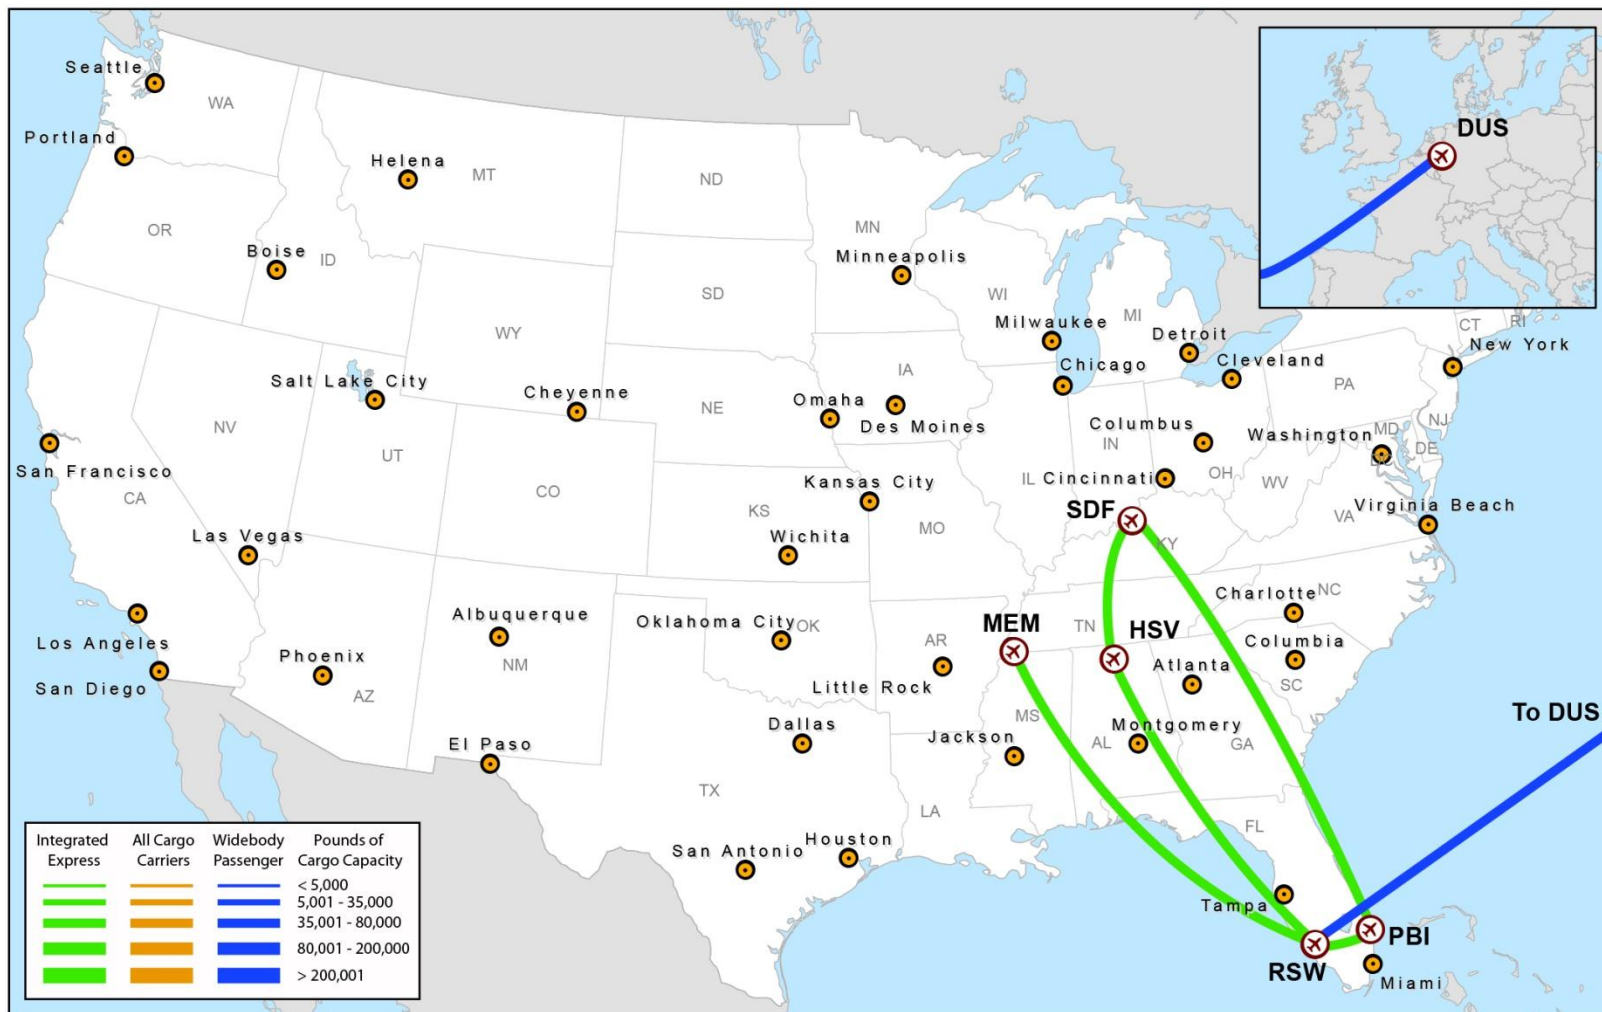 Seattle
WA
Portland
Helena
MT
ND
OR
MN
DUS
Boise
ID
Minneapolis
SD
WI
WY
Milwaukee
MI
Detroit
CT
RI
New York
Salt Lake City
Cheyenne
IA
Chicago
Cleveland
PA
NE
Omaha
Des Moines
NV
Columbus
Washington
MD
NJ
UT
IN
DE
DC
San Francisco
CA
CO
Kansas City
IL
Cincinnati
OH
WV
KS
MO
SDF
VA
Virginia Beach
Las Vegas
Wichita
KY
Albuquerque
Oklahoma City
OK
AR
MEM
TN
HSV
Charlotte
NC
Los Angeles
Phoenix
NM
Columbia
Atlanta
San Diego
AZ
Little Rock
SC
MS
To DUS
Dallas
Jackson
Montgomery
AL
GA
El Paso
TX
LA
FL
San Antonio
Houston
Tampa
PBI
RSW
Miami
Integrated
Express
All Cargo
Carriers
Widebody
Passenger
Pounds of
Cargo Capacity
< 5,000
5,001 - 35,000
35,001 - 80,000
80,001 - 200,000
> 200,001